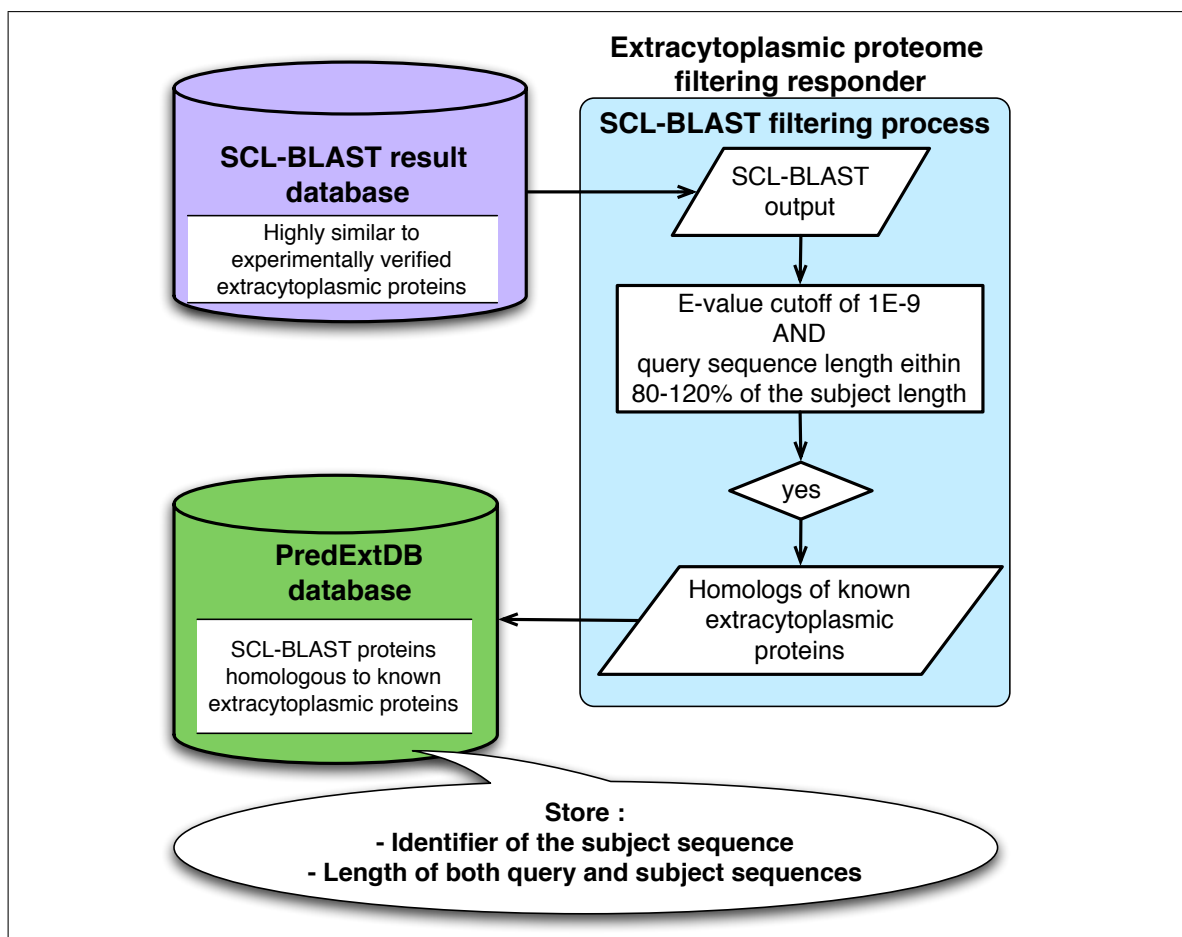 Extracytoplasmic proteome
filtering responder
SCL-BLAST filtering process
SCL-BLAST result
database
Highly similar to
experimentally verified
extracytoplasmic proteins
SCL-BLAST
output
E-value cutoff of 1E-9
AND
query sequence length eithin
80-120% of the subject length
yes
Homologs of known
extracytoplasmic
proteins
PredExtDB
database
SCL-BLAST proteins
homologous to known
extracytoplasmic proteins
Store :
- Identifier of the subject sequence
- Length of both query and subject sequences